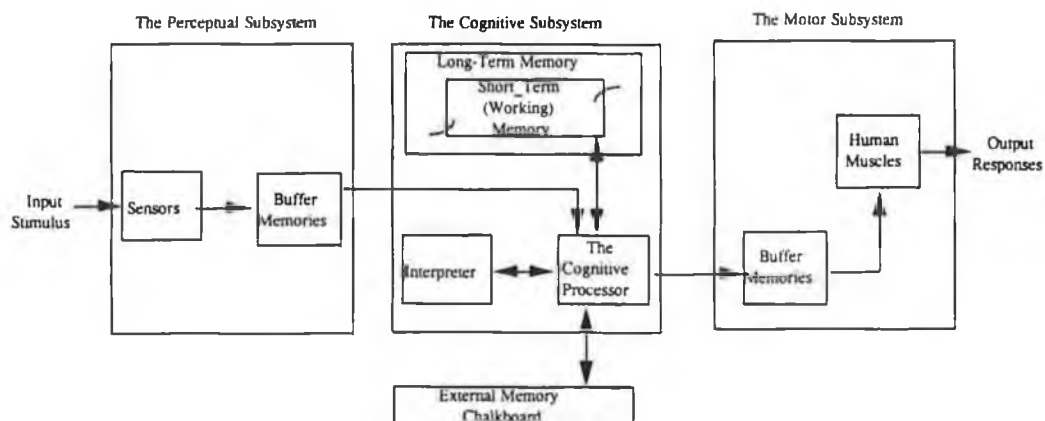 The Perceptual Subsystem
The Cognitive Subsystem
The Motor Subsystem
Long-Term Memory
Short_Term
(Working)
Memory
Human
Muscles
Output
Responses
Input
Stumulus
Sensors
Buffer
Memories
Interpreter
The
Cognitive
Processor
Buffer
Memories
External Memory
Chalkboard